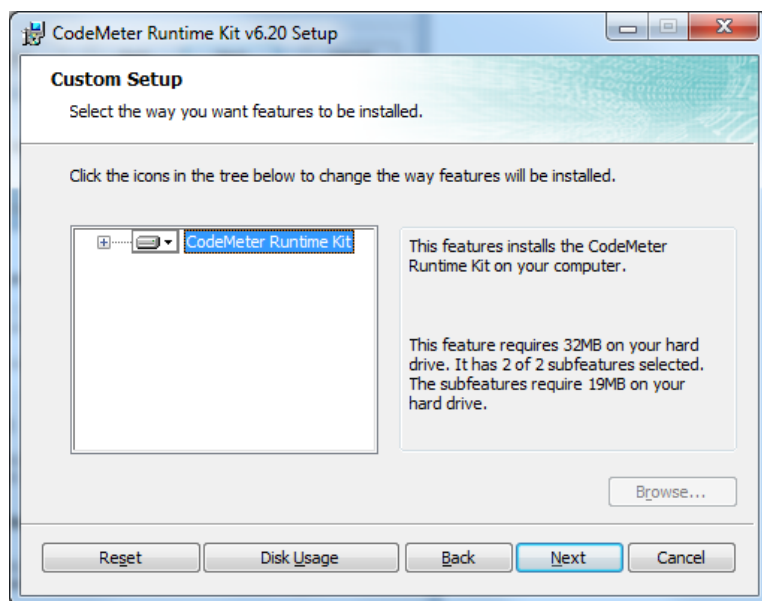 CodeMeter Runtime Kit v6.20 Setup
Custom Setup
Select the way you want features to be installed.
Click the icons in the tree below to change the way features will be installed.
CodeMeter Runtime Kit
This features installs the CodeMeter
Runtime Kit on your computer.
This feature requires 32MB on your hard
drive. It has 2 of 2 subfeatures selected.
The subfeatures require 19MB on your
hard drive.
Browse...
Reset
Disk Usage
Back
Next
Cancel